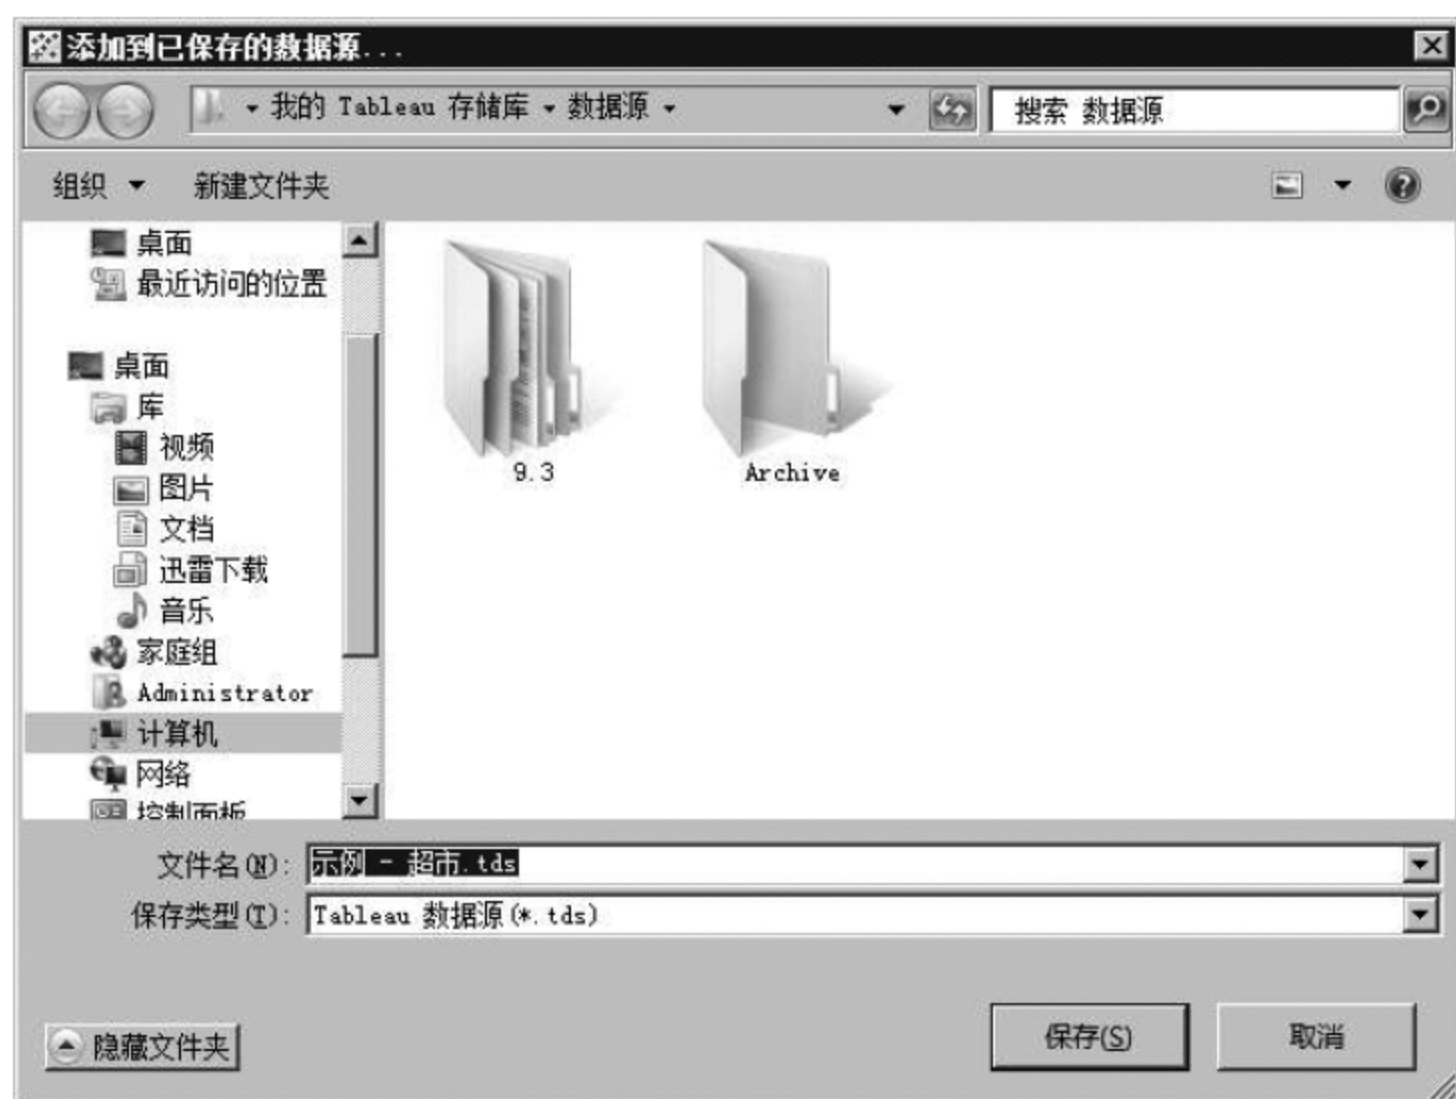 添加到已保存的数据源...
我的 Tableau 存储库 数据源
搜索 数据源
组织 新建文件夹
桌面
最近访问的位置
桌面
库
视频
图片
文档
迅雷下载
音乐
家庭组
Administrator
计算机
网络
控制面板
9.3
Archive
文件名(N): 示例 - 超市.tds
保存类型(T): Tableau 数据源(*.tds)
隐藏文件夹
保存(S)
取消